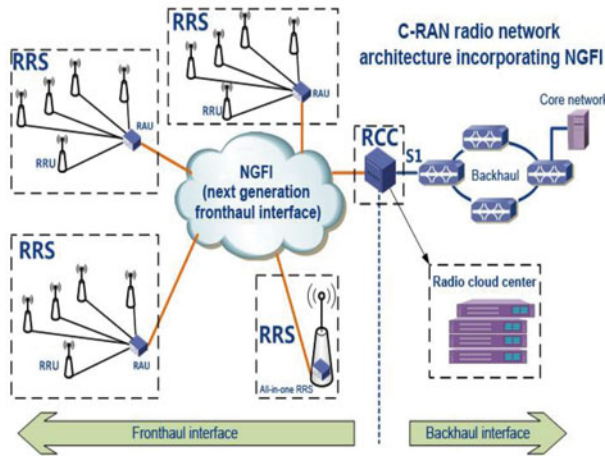 C-RAN radio network
architecture incorporating NGFI
RRS
RAU
RRU
RRS
RAU
RRU
RCC
S1
Core network
Backhaul
NGFI
(next generation
fronthaul interface)
RRS
RRU
RAU
RRS
All-in-one RRS
Radio cloud center
Fronthaul interface
Backhaul interface